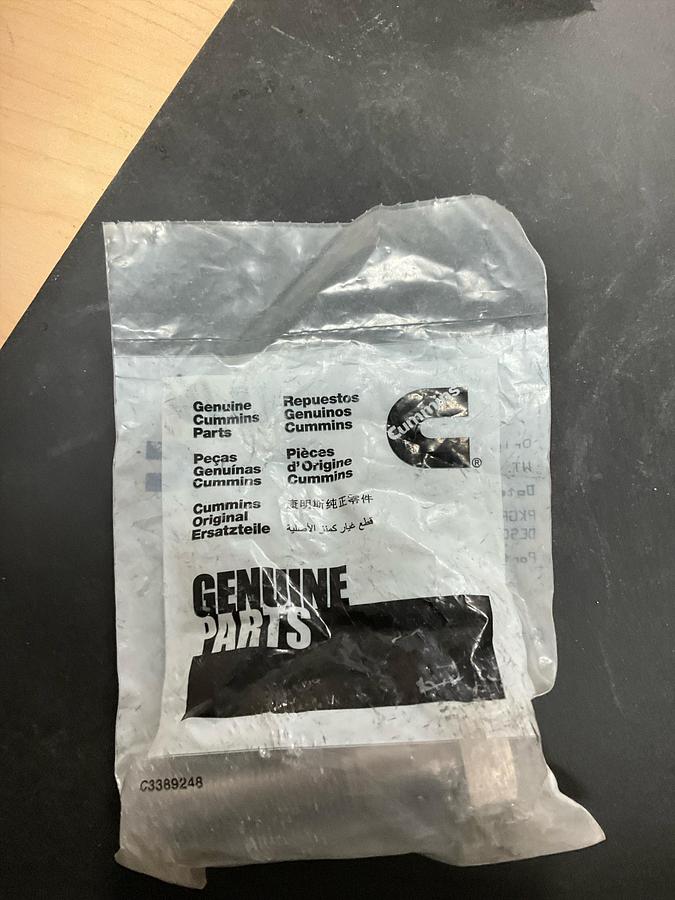 Genuine
Cummins
Parts
Repuestos
Genuinos
Cummins
Cummins
®
Peças
Genuínas
Cummins
Pièces
d'Origine
Cummins
Cummins
Original
Ersatzteile
康明斯纯正零件
قطع غيار كمنز الأصلية
GENUINE
PARTS
C3389248